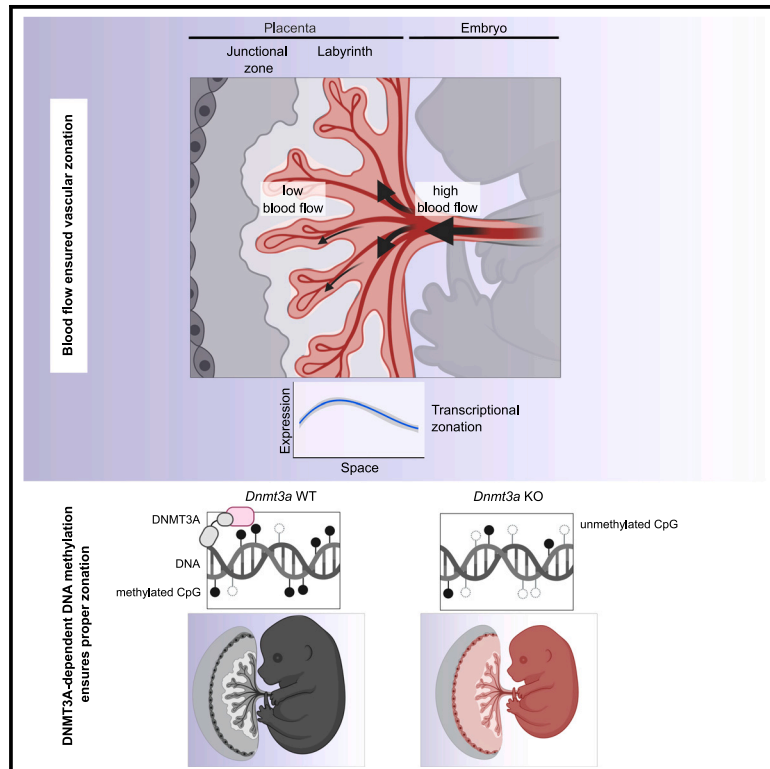 Placenta
Embryo
Junctional
zone
Labyrinth
Blood flow ensured vascular zonation
low
blood flow
high
blood flow
Expression
Space
Transcriptional
zonation
DNMT3A-dependent DNA methylation
ensures proper zonation
Dnmt3a WT
Dnmt3a KO
DNMT3A
DNA
methylated CpG
unmethylated CpG